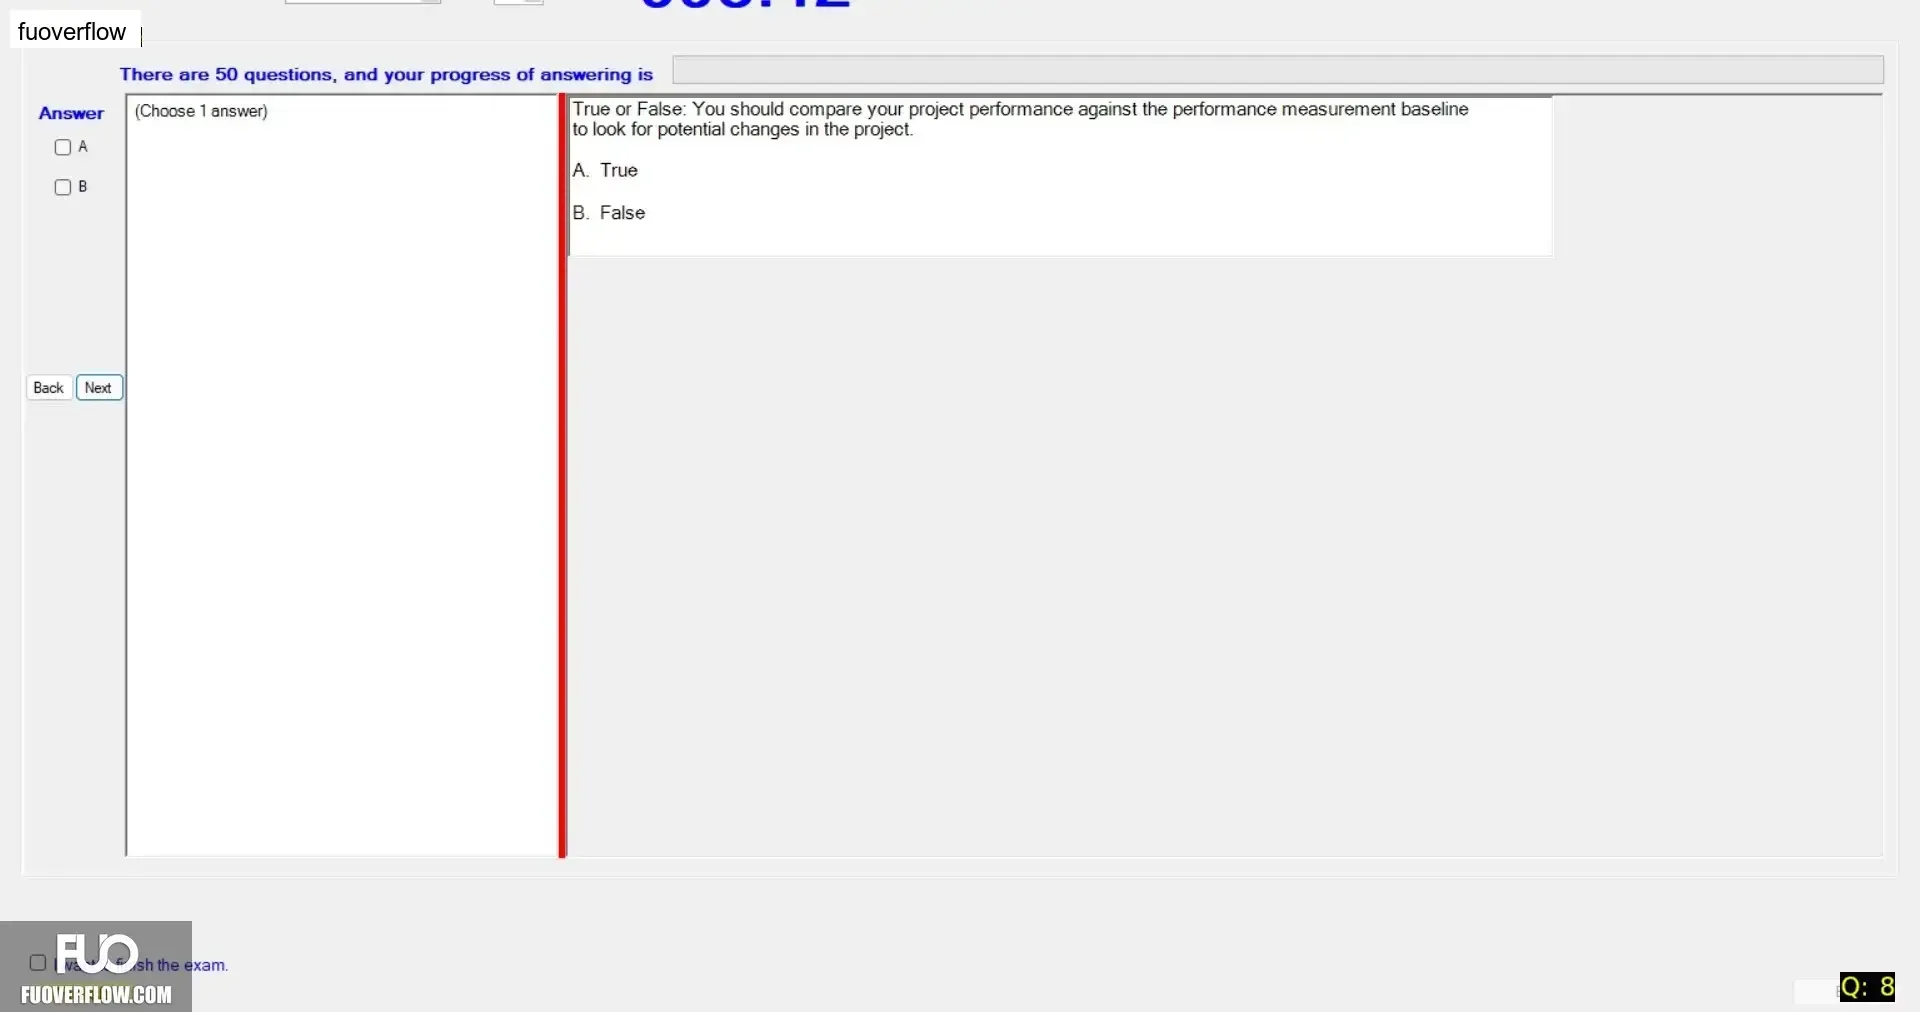 fuoverflow
There are 50 questions, and your progress of answering is
Answer
(Choose 1 answer)
A
B
True or False: You should compare your project performance against the performance measurement baseline
to look for potential changes in the project.
A. True
B. False
Back
Next
FUO
the exam.
FUOVERFLOW.COM
Q: 8